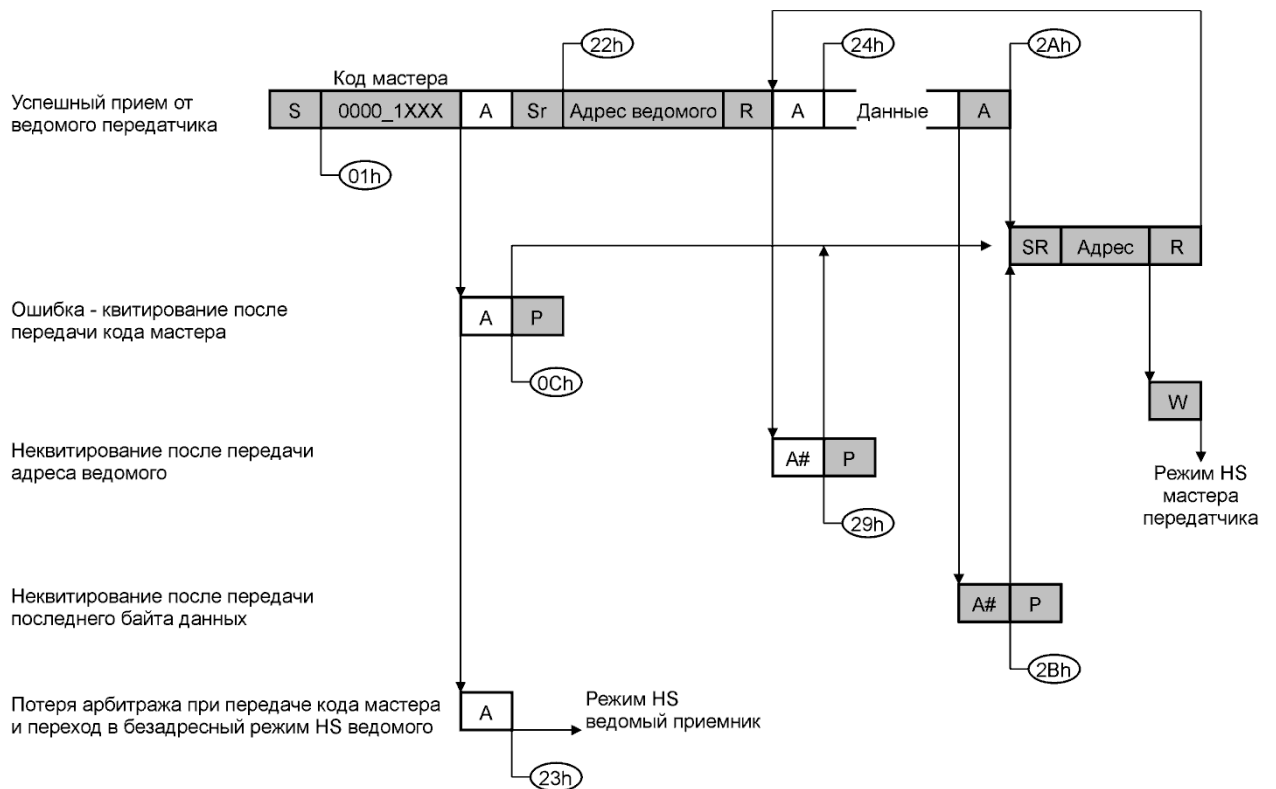 22h
24h
2Ah
Код мастера
Успешный прием от
ведомого передатчика
S 0000_1XXX A Sr Адрес ведомого R A Данные A
01h
SR Адрес R
Ошибка - квитирование после
передачи кода мастера
A P
0Ch
W
Неквитирование после передачи
адреса ведомого
A# P
Режим HS
мастера
передатчика
29h
Неквитирование после передачи
последнего байта данных
A# P
2Bh
Потеря арбитража при передаче кода мастера
и переход в безадресный режим HS ведомого
A
Режим HS
ведомый приемник
23h